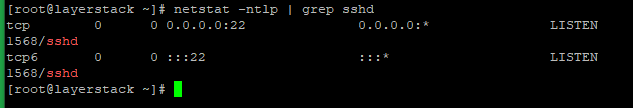 [root@layerstack ~]# netstat -ntlp | grep sshd
tcp        0      0 0.0.0.0:22              0.0.0.0:*               LISTEN
1568/sshd
tcp6       0      0 :::22                   :::*                    LISTEN
1568/sshd
[root@layerstack ~]#